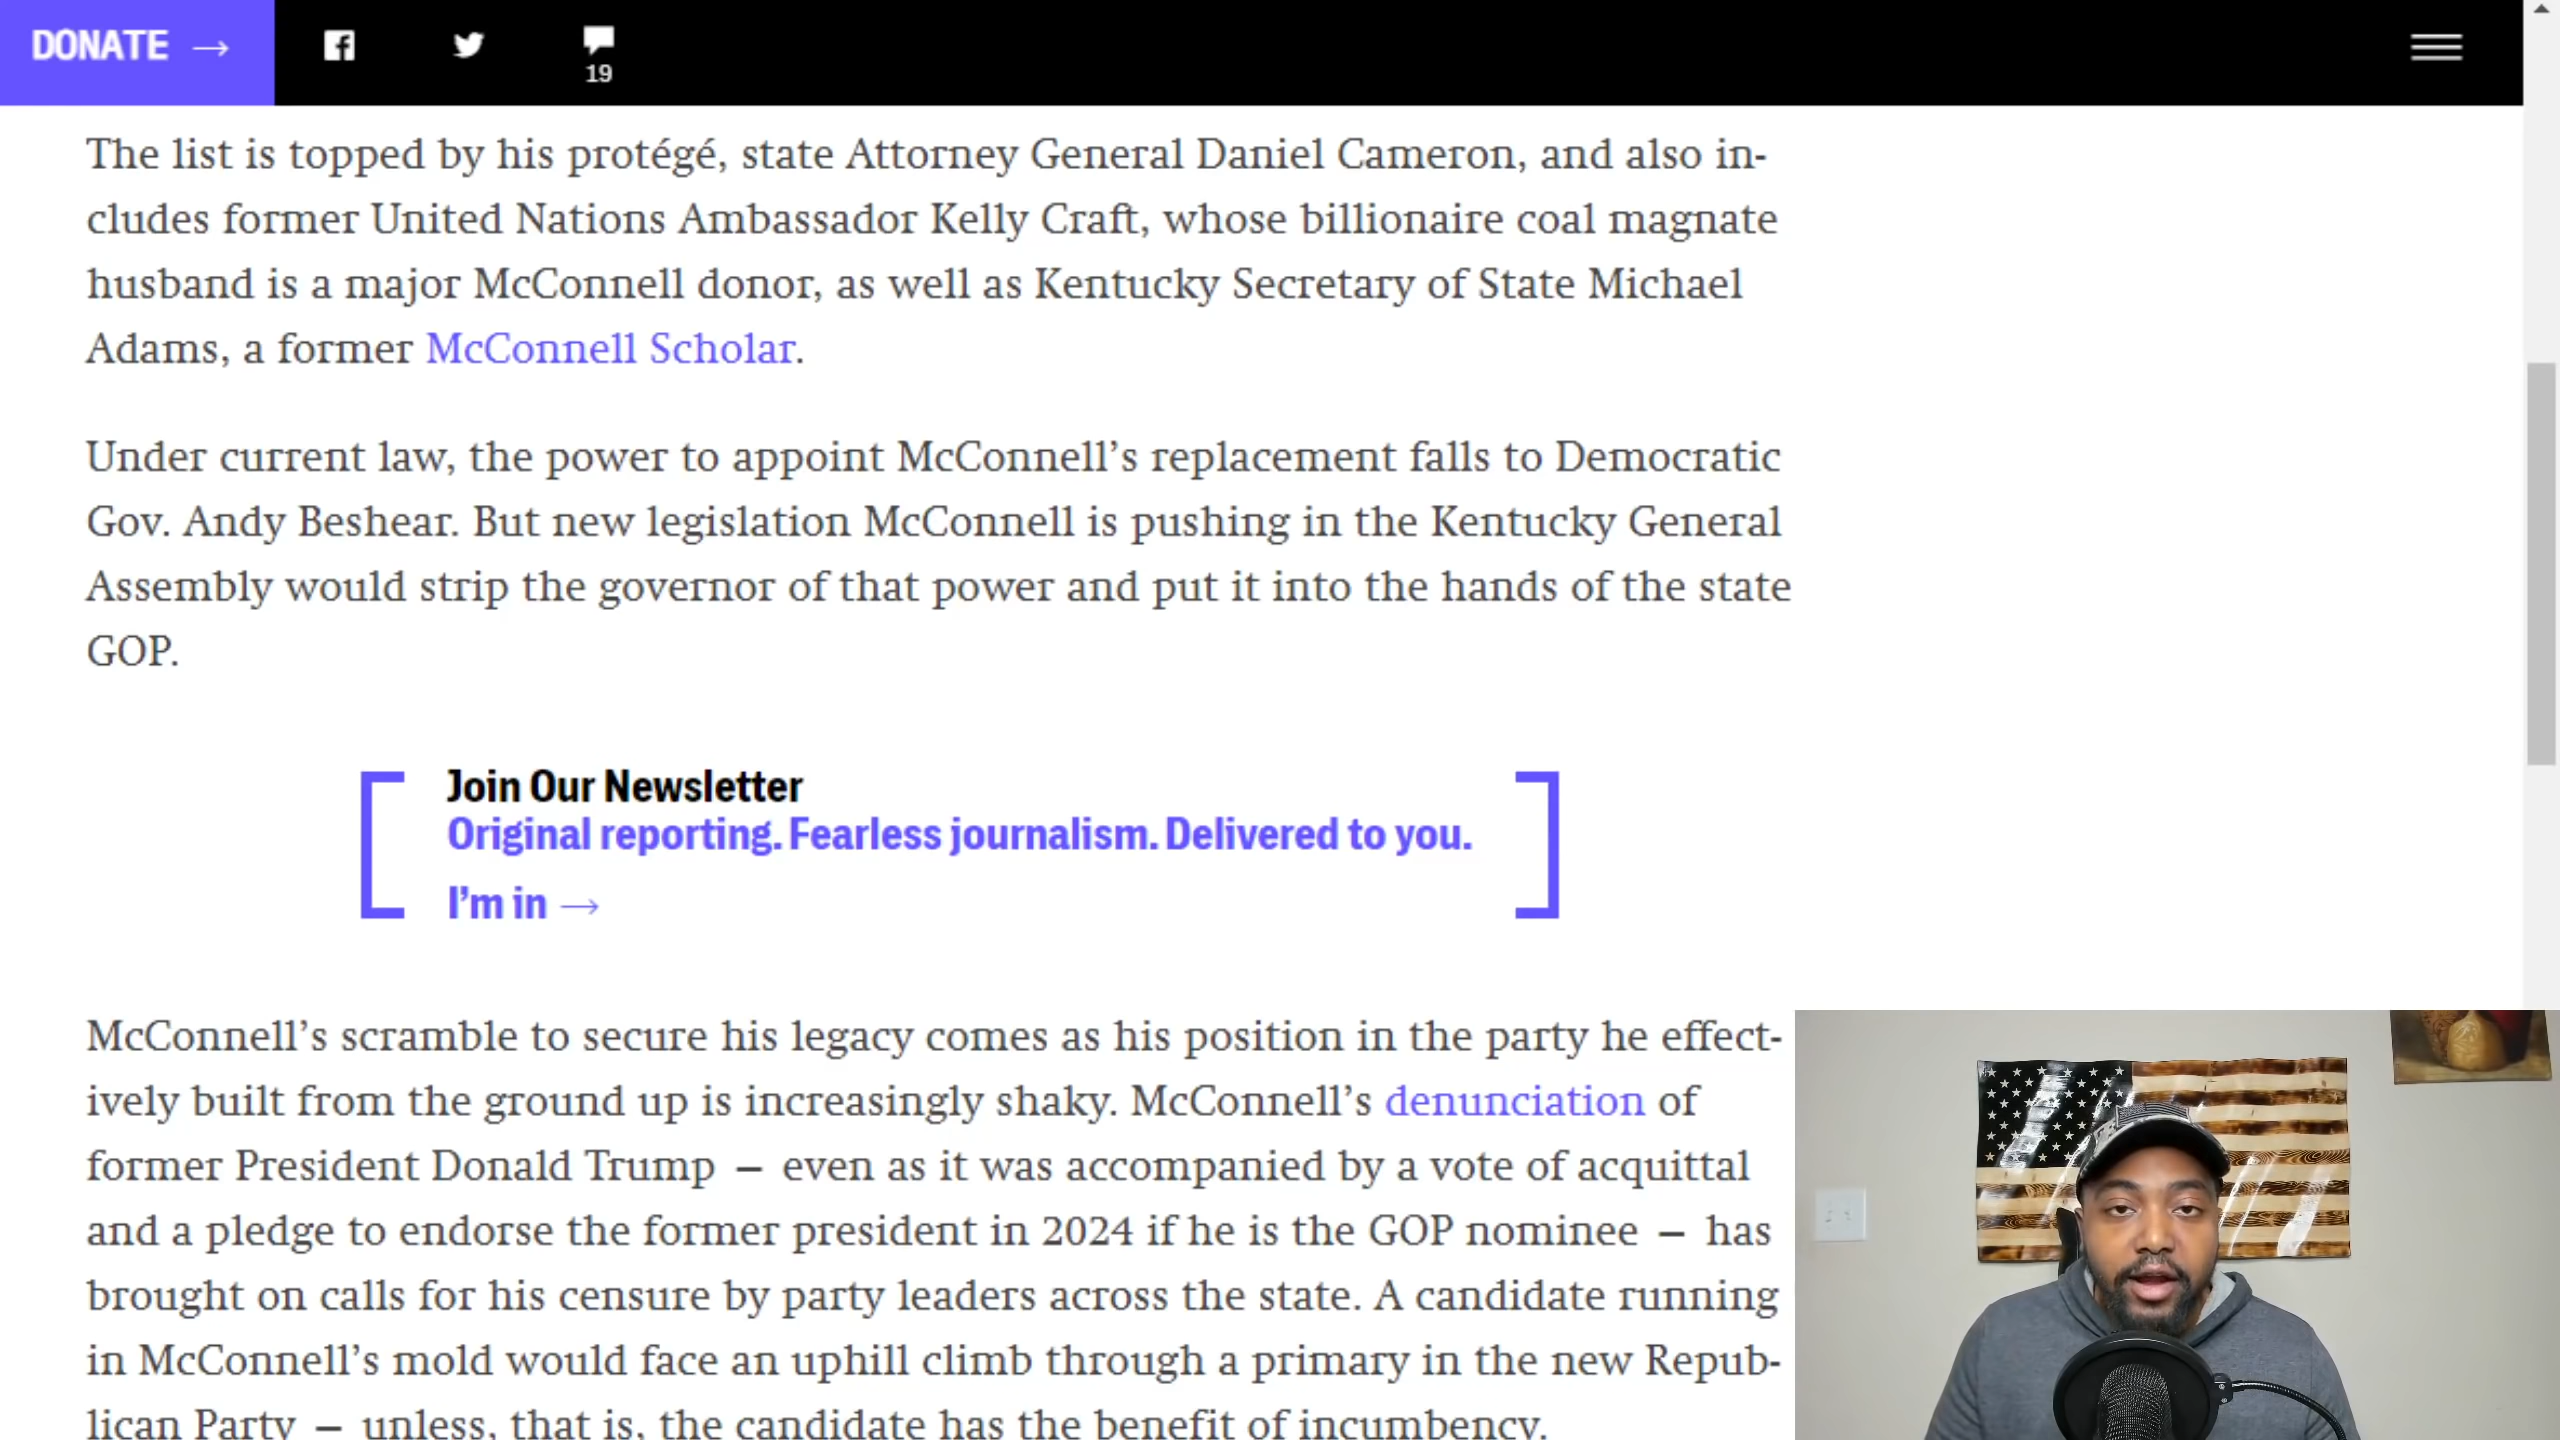 DONATE →
19
The list is topped by his protégé, state Attorney General Daniel Cameron, and also in-
cludes former United Nations Ambassador Kelly Craft, whose billionaire coal magnate
husband is a major McConnell donor, as well as Kentucky Secretary of State Michael
Adams, a former McConnell Scholar.
Under current law, the power to appoint McConnell’s replacement falls to Democratic
Gov. Andy Beshear. But new legislation McConnell is pushing in the Kentucky General
Assembly would strip the governor of that power and put it into the hands of the state
GOP.
Join Our Newsletter
Original reporting. Fearless journalism. Delivered to you.
I’m in →
McConnell’s scramble to secure his legacy comes as his position in the party he effect-
ively built from the ground up is increasingly shaky. McConnell’s denunciation of
former President Donald Trump — even as it was accompanied by a vote of acquittal
and a pledge to endorse the former president in 2024 if he is the GOP nominee — has
brought on calls for his censure by party leaders across the state. A candidate running
in McConnell’s mold would face an uphill climb through a primary in the new Repub-
lican Party — unless, that is, the candidate has the benefit of incumbency.